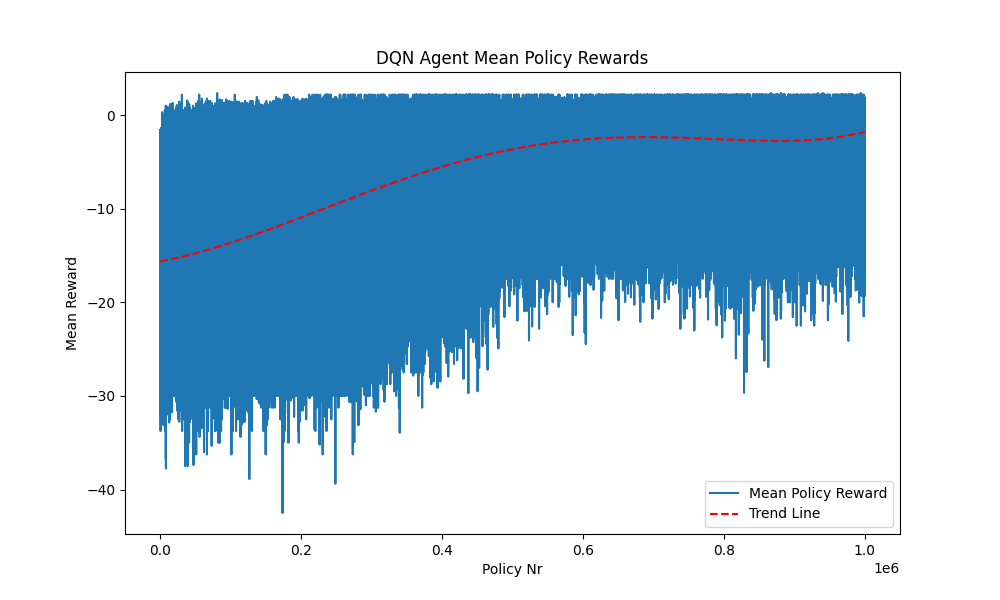 DQN Agent Mean Policy Rewards
Mean Reward
0
−10
−20
−30
−40
0.0 0.2 0.4 0.6 0.8 1.0
1e6
Policy Nr
Mean Policy Reward
Trend Line